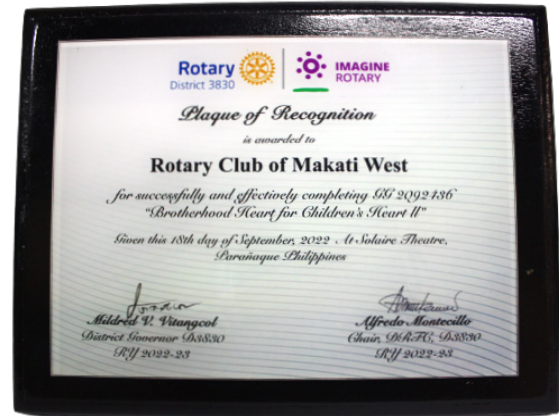 Rotary
District 3830
IMAGINE
ROTARY
Plaque of Recognition
is awarded to
Rotary Club of Makati West
for successfully and effectively completing GG 2092436
"Brotherhood Heart for Children's Heart II"
Given this 18th day of September, 2022 At Solaire Theatre,
Parañaque Philippines
Mildred V. Vitangcol
District Governor D3830
RY 2022-23
Alfredo Montecillo
Chair, DRFC, D3830
RY 2022-23